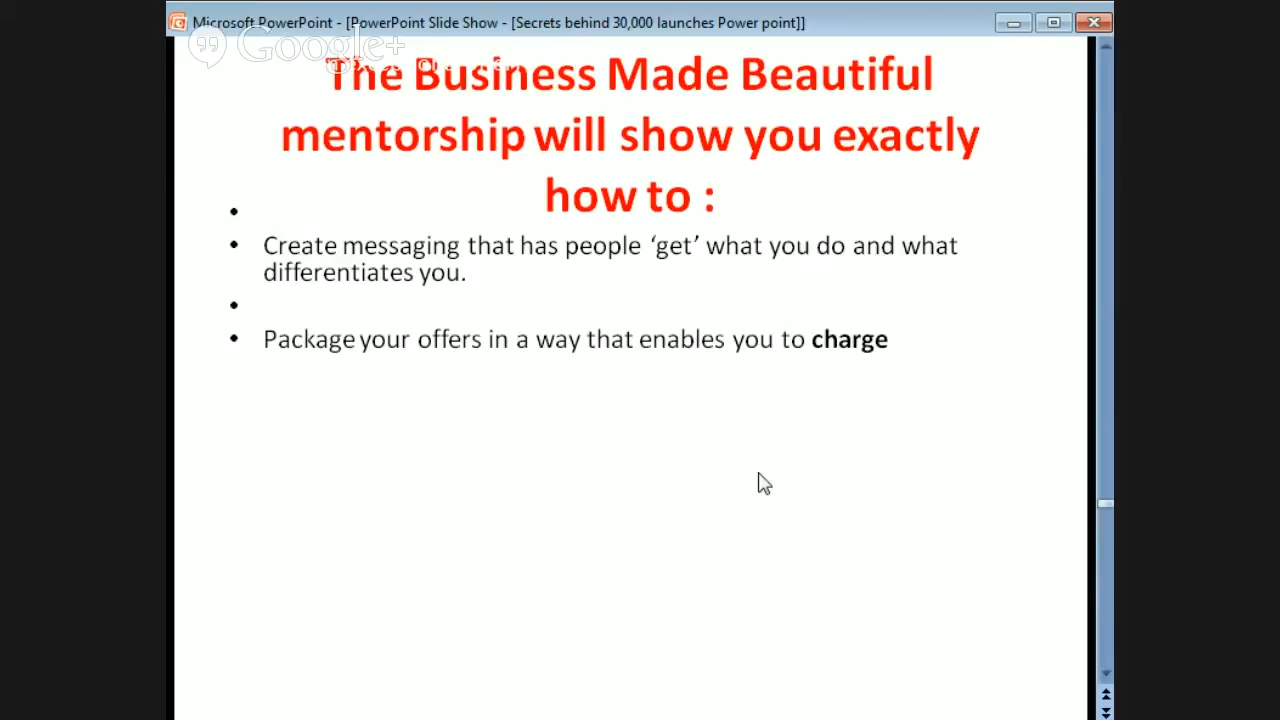 Microsoft PowerPoint - [PowerPoint Slide Show - [Secrets behind 30,000 launches Power point]]
Google+
The Business Made Beautiful
mentorship will show you exactly
how to :
•
• Create messaging that has people ‘get’ what you do and what
differentiates you.
•
• Package your offers in a way that enables you to charge